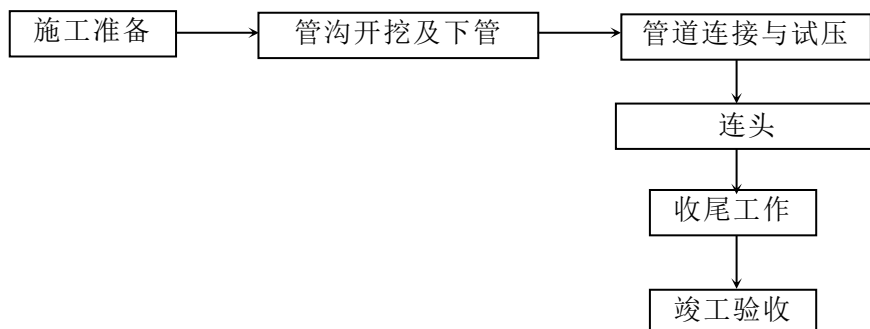 施工准备
管沟开挖及下管
管道连接与试压
连头
收尾工作
竣工验收